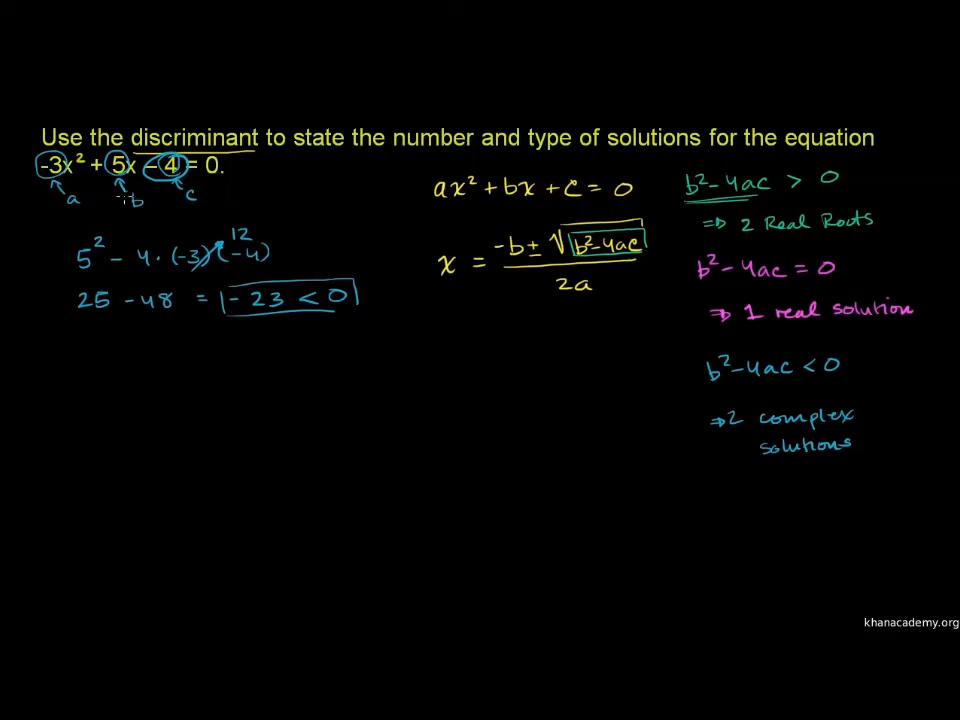 Use the discriminant to state the number and type of solutions for the equation
-3x² + 5x – 4 = 0.
a b c
5² - 4 · (-3) (-4) 12
25 - 48 = -23 < 0
ax² + bx + c = 0
x = -b ± √b²-4ac / 2a
b² - 4ac > 0
⇒ 2 Real Roots
b² - 4ac = 0
⇒ 1 real solution
b² - 4ac < 0
⇒ 2 complex
solutions
khanacademy.org